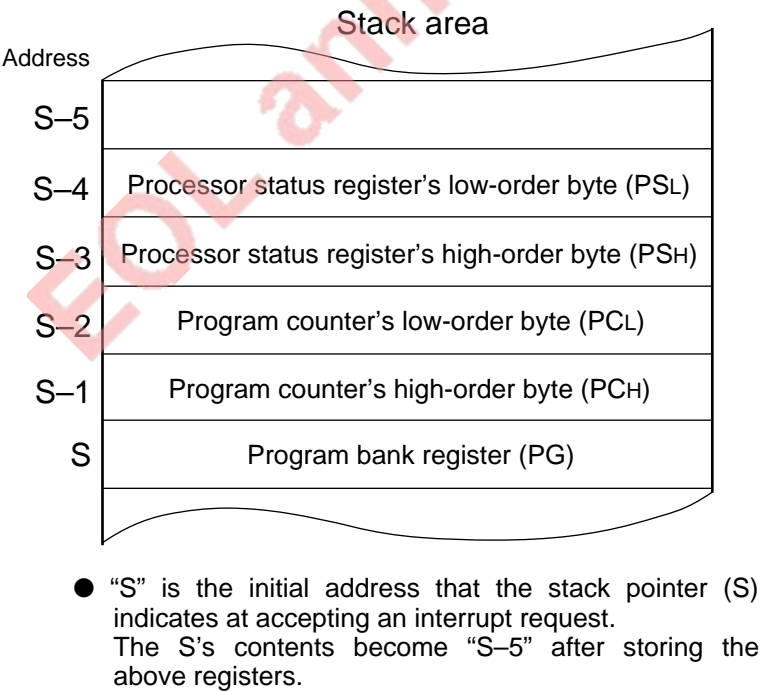 Stack area
Address
S–5
S–4 Processor status register's low-order byte (PSL)
S–3 Processor status register's high-order byte (PSH)
S–2 Program counter's low-order byte (PCL)
S–1 Program counter's high-order byte (PCH)
S Program bank register (PG)
● “S” is the initial address that the stack pointer (S)
indicates at accepting an interrupt request.
The S's contents become “S–5” after storing the
above registers.
EOL